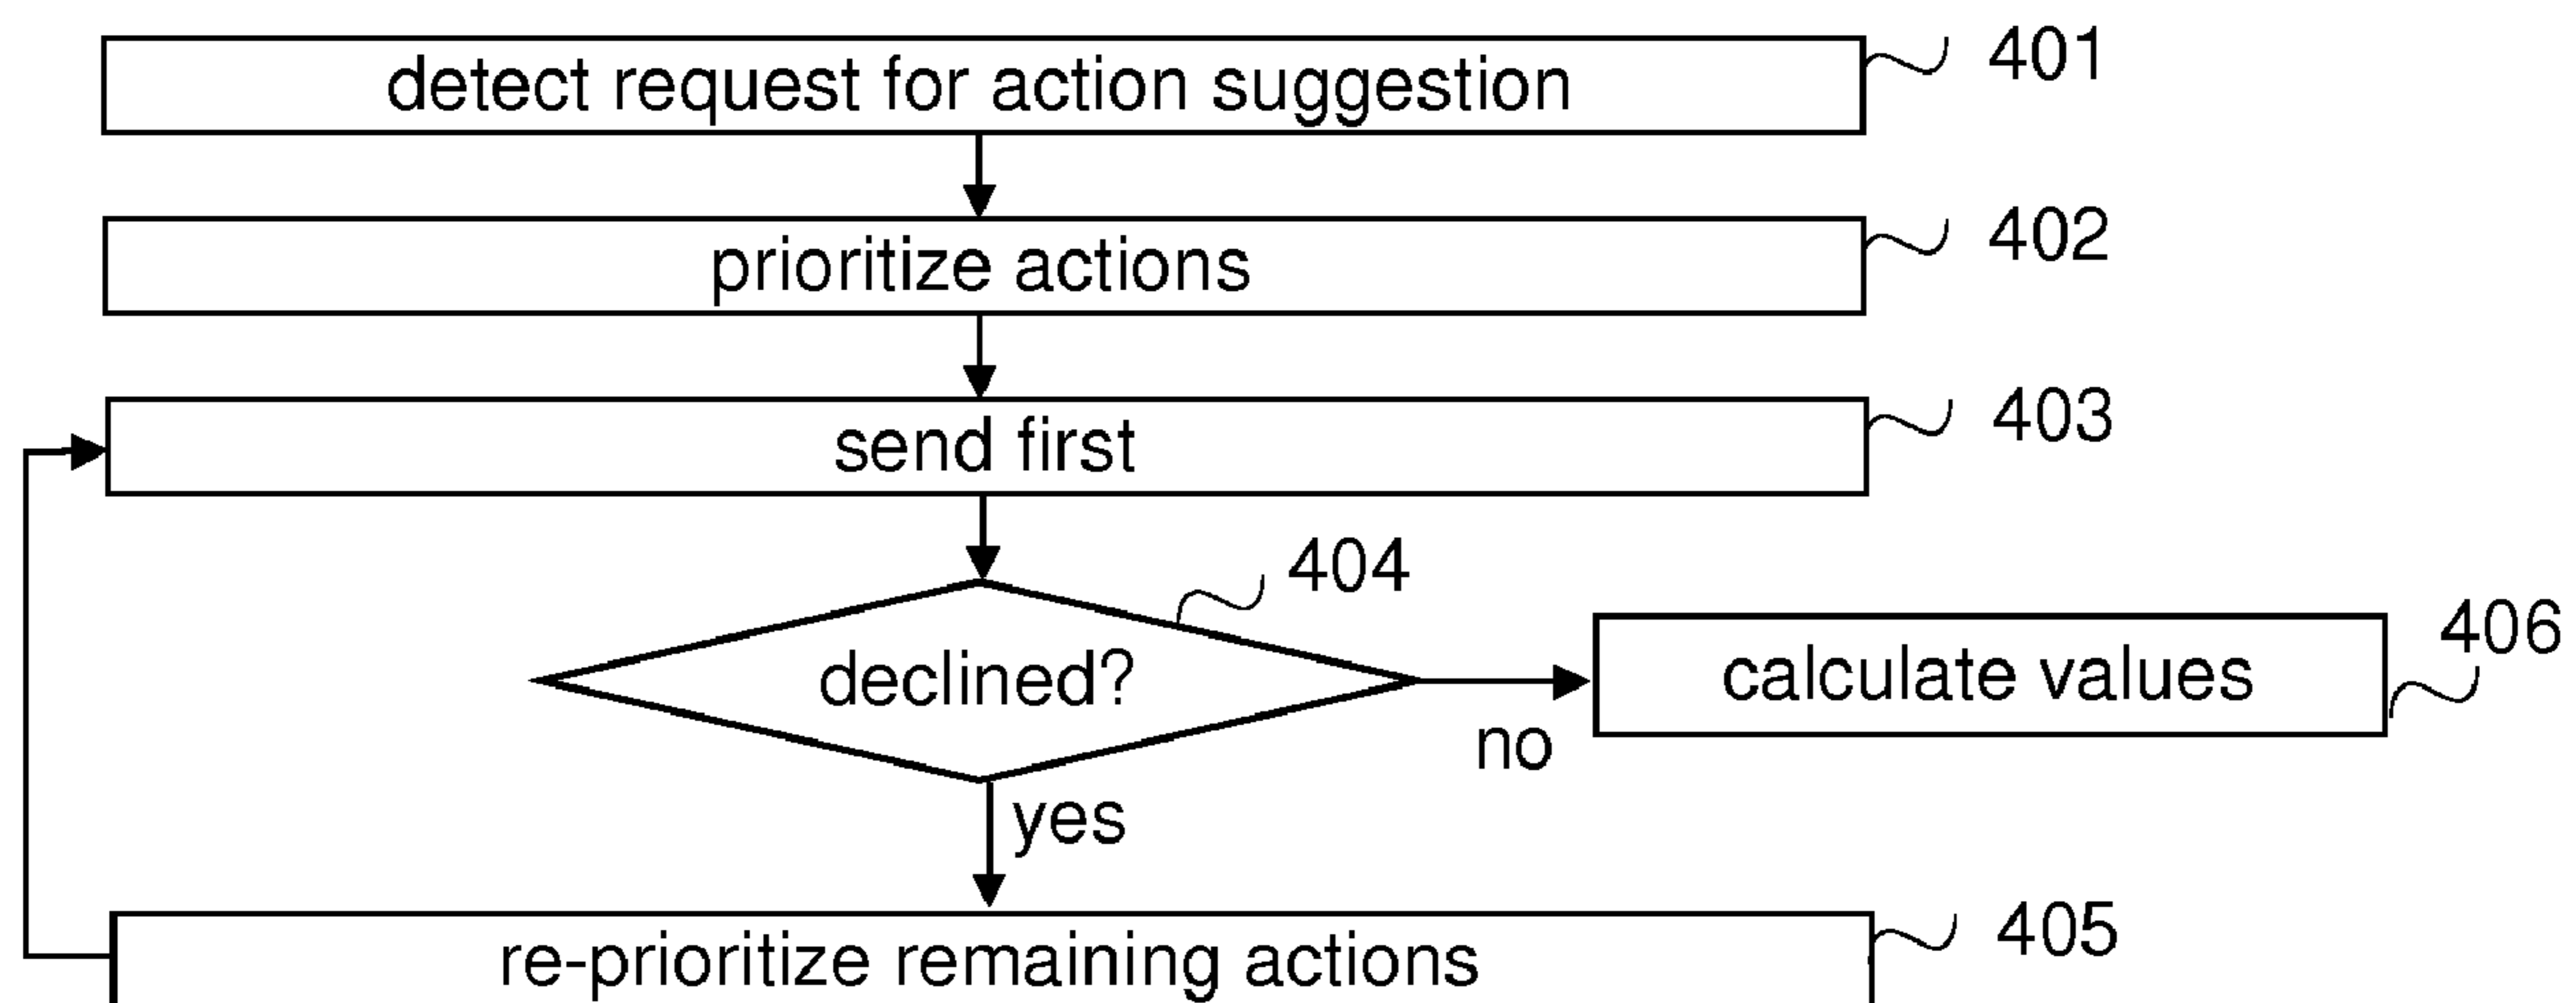 detect request for action suggestion 401
prioritize actions 402
send first 403
404
declined?
calculate values 406
no
yes
re-prioritize remaining actions 405